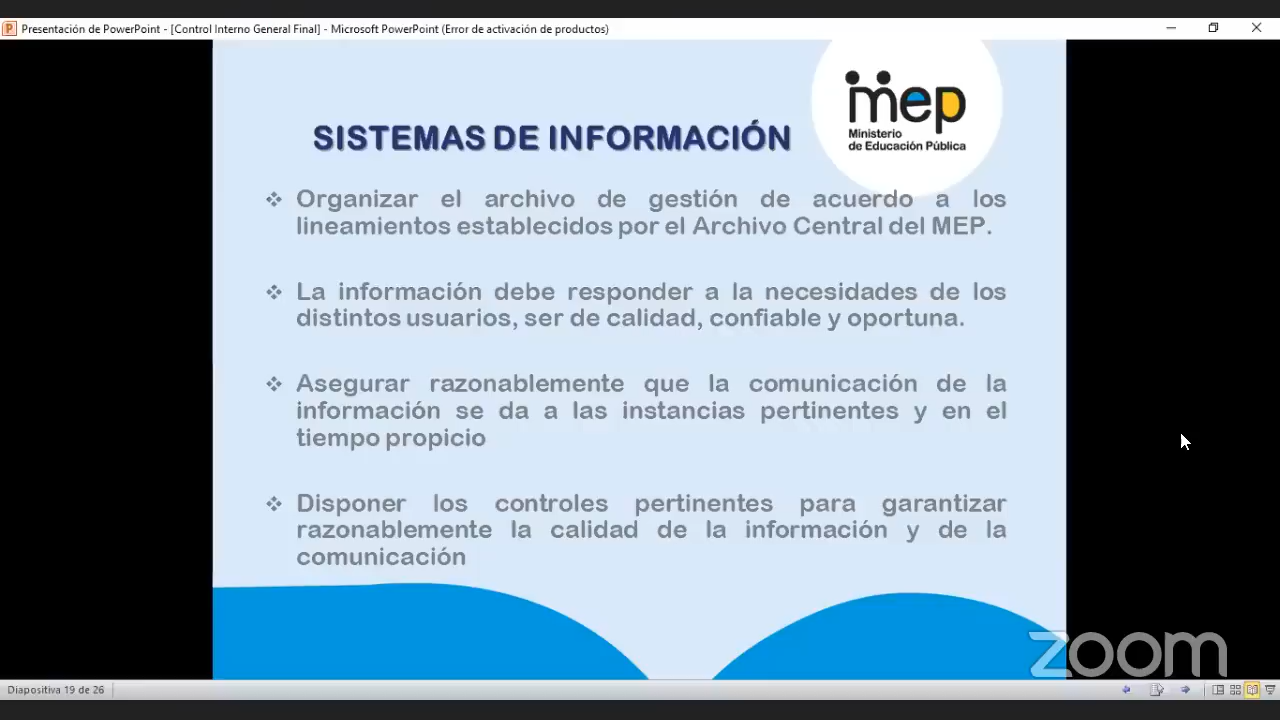 Presentación de PowerPoint - [Control Interno General Final] - Microsoft PowerPoint (Error de activación de productos)
mep
Ministerio
de Educación Pública
SISTEMAS DE INFORMACIÓN
❖ Organizar el archivo de gestión de acuerdo a los
lineamientos establecidos por el Archivo Central del MEP.
❖ La información debe responder a la necesidades de los
distintos usuarios, ser de calidad, confiable y oportuna.
❖ Asegurar razonablemente que la comunicación de la
información se da a las instancias pertinentes y en el
tiempo propicio
❖ Disponer los controles pertinentes para garantizar
razonablemente la calidad de la información y de la
comunicación
zoom
Diapositiva 19 de 26